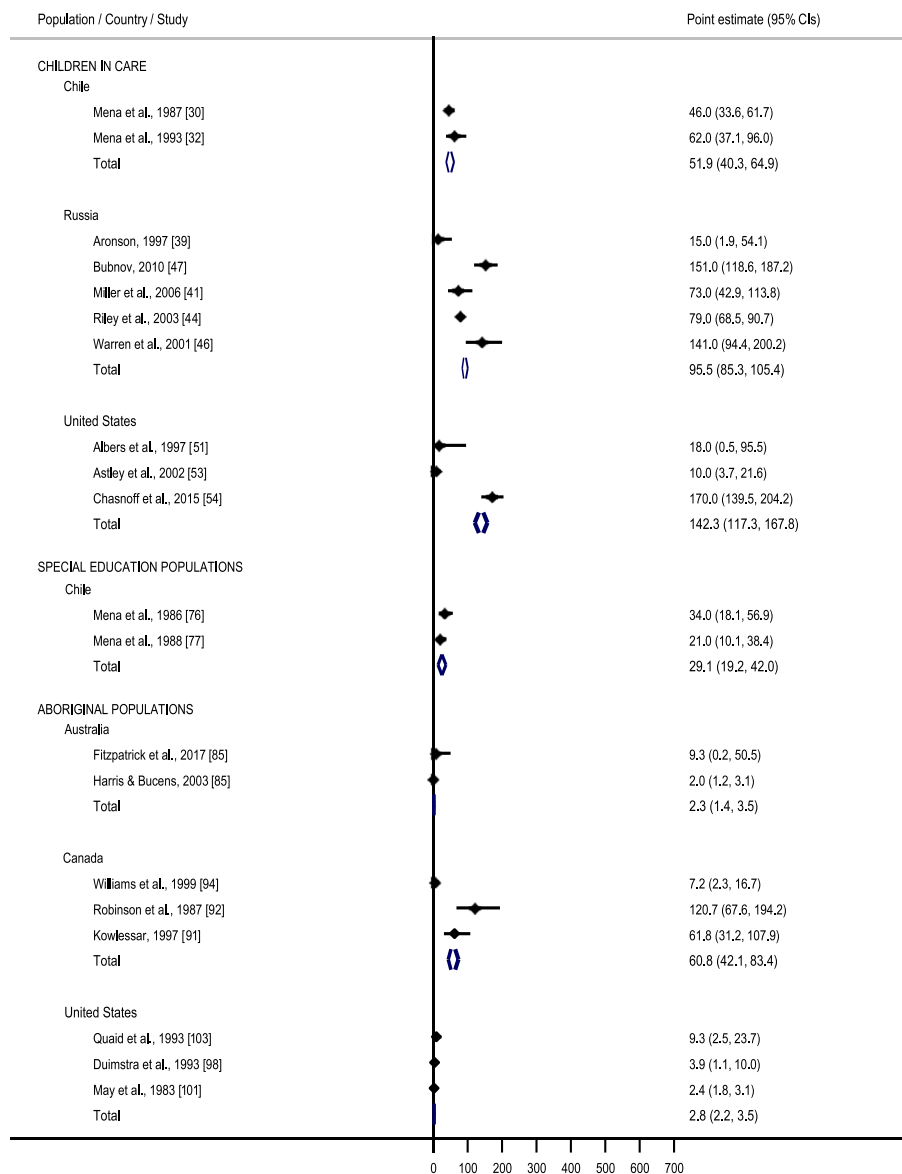 Population / Country / Study Point estimate (95% CIs)
CHILDREN IN CARE
Chile
Mena et al., 1987 [30] 46.0 (33.6, 61.7)
Mena et al., 1993 [32] 62.0 (37.1, 96.0)
Total 51.9 (40.3, 64.9)
Russia
Aronson, 1997 [39] 15.0 (1.9, 54.1)
Bubnov, 2010 [47] 151.0 (118.6, 187.2)
Miller et al., 2006 [41] 73.0 (42.9, 113.8)
Riley et al., 2003 [44] 79.0 (68.5, 90.7)
Warren et al., 2001 [46] 141.0 (94.4, 200.2)
Total 95.5 (85.3, 105.4)
United States
Albers et al., 1997 [51] 18.0 (0.5, 95.5)
Astley et al., 2002 [53] 10.0 (3.7, 21.6)
Chasnoff et al., 2015 [54] 170.0 (139.5, 204.2)
Total 142.3 (117.3, 167.8)
SPECIAL EDUCATION POPULATIONS
Chile
Mena et al., 1986 [76] 34.0 (18.1, 56.9)
Mena et al., 1988 [77] 21.0 (10.1, 38.4)
Total 29.1 (19.2, 42.0)
ABORIGINAL POPULATIONS
Australia
Fitzpatrick et al., 2017 [85] 9.3 (0.2, 50.5)
Harris & Bucens, 2003 [85] 2.0 (1.2, 3.1)
Total 2.3 (1.4, 3.5)
Canada
Williams et al., 1999 [94] 7.2 (2.3, 16.7)
Robinson et al., 1987 [92] 120.7 (67.6, 194.2)
Kowlessar, 1997 [91] 61.8 (31.2, 107.9)
Total 60.8 (42.1, 83.4)
United States
Quaid et al., 1993 [103] 9.3 (2.5, 23.7)
Duimstra et al., 1993 [98] 3.9 (1.1, 10.0)
May et al., 1983 [101] 2.4 (1.8, 3.1)
Total 2.8 (2.2, 3.5)
0 100 200 300 400 500 600 700